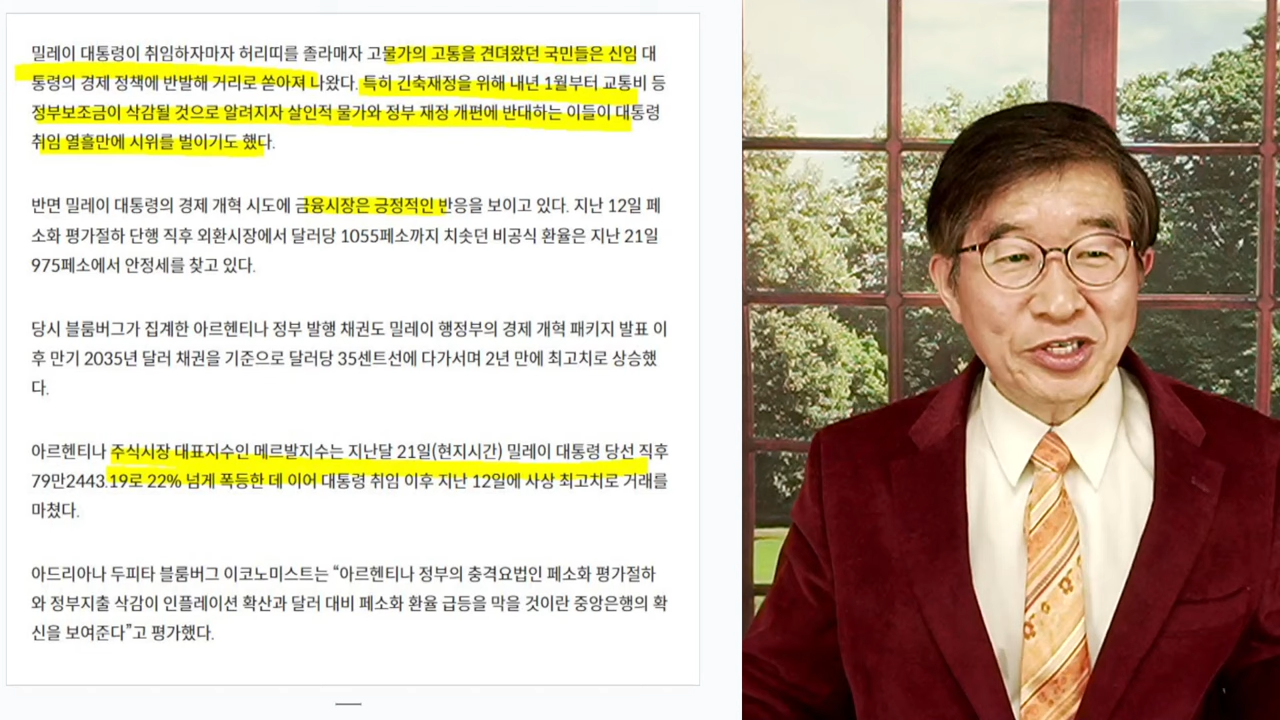 밀레이 대통령이 취임하자마자 허리띠를 졸라매자 고물가의 고통을 견뎌왔던 국민들은 신임 대
통령의 경제 정책에 반발해 거리로 쏟아져 나왔다. 특히 긴축재정을 위해 내년 1월부터 교통비 등
정부보조금이 삭감될 것으로 알려지자 살인적 물가와 정부 재정 개편에 반대하는 이들이 대통령
취임 열흘만에 시위를 벌이기도 했다.
반면 밀레이 대통령의 경제 개혁 시도에 금융시장은 긍정적인 반응을 보이고 있다. 지난 12일 페
소화 평가절하 단행 직후 외환시장에서 달러당 1055페소까지 치솟던 비공식 환율은 지난 21일
975페소에서 안정세를 찾고 있다.
당시 블룸버그가 집계한 아르헨티나 정부 발행 채권도 밀레이 행정부의 경제 개혁 패키지 발표 이
후 만기 2035년 달러 채권을 기준으로 달러당 35센트선에 다가서며 2년 만에 최고치로 상승했
다.
아르헨티나 주식시장 대표지수인 메르발지수는 지난달 21일(현지시간) 밀레이 대통령 당선 직후
79만2443.19로 22% 넘게 폭등한 데 이어 대통령 취임 이후 지난 12일에 사상 최고치로 거래를
마쳤다.
아드리아나 두피타 블룸버그 이코노미스트는 “아르헨티나 정부의 충격요법인 페소화 평가절하
와 정부지출 삭감이 인플레이션 확산과 달러 대비 페소화 환율 급등을 막을 것이란 중앙은행의 확
신을 보여준다”고 평가했다.